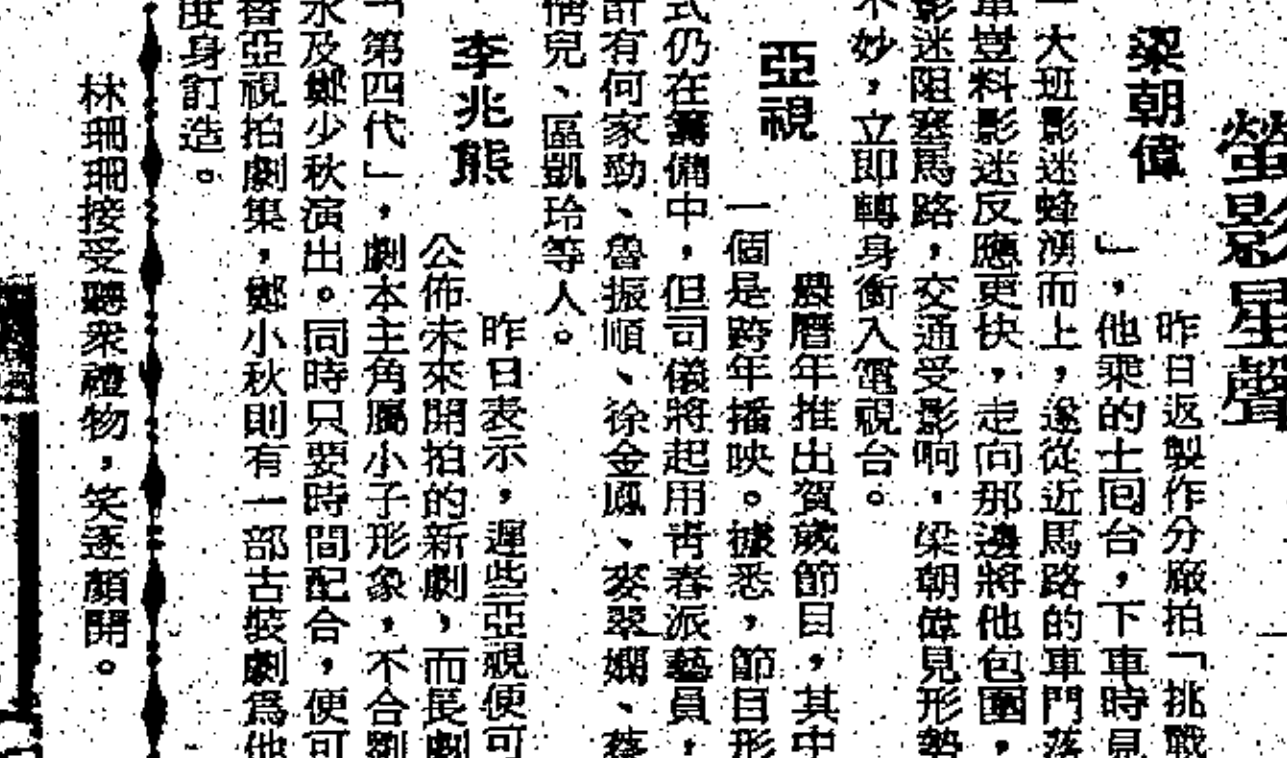 螢影星聲
梁朝偉
昨日返製作分廠拍「挑戰
」,他乘的士囘台,下車時見
一大班影迷蜂湧而上,遂從近馬路的車門落
車豈料影迷反應更快,走向那邊將他包圍,
影迷阻塞馬路,交通受影响。梁朝偉見形勢
不妙,立即轉身衝入電視台。
亞視
農曆年推出賀歲節目,其中
一個是跨年播映。據悉,節目形
式仍在籌備中,但司儀將起用青春派藝員,
計有何家勁、魯振順、徐金鳳、麥翠嫻、蔡
兒、區凱玲等人。
李兆熊
昨日表示,遲些亞視便可
公佈未來開拍的新劇,而長劇
「第四代」,劇本主角屬小子形象,不合劉
永及鄭少秋演出。同時只要時間配合,便可
替亞視拍劇集,鄭小秋則有一部古裝劇爲他
度身訂造。
林珊珊接受聽衆禮物,笑逐顏開。